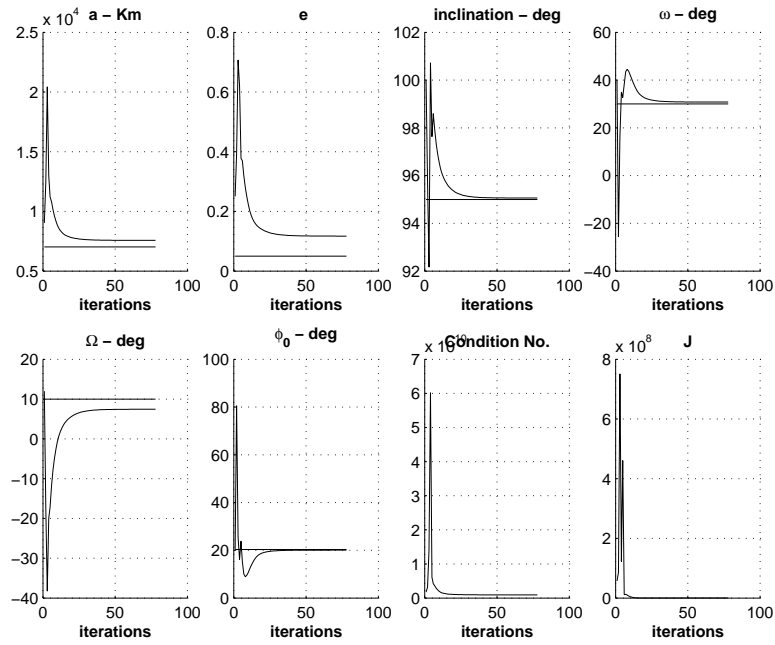 x 10^4 a – Km
2.5
2
1.5
1
0.5
0 50 100
iterations
e
0.8
0.6
0.4
0.2
0
0 50 100
iterations
inclination – deg
102
100
98
96
94
92
0 50 100
iterations
ω – deg
60
40
20
0
−20
−40
0 50 100
iterations
Ω – deg
20
10
0
−10
−20
−30
−40
0 50 100
iterations
ϕ_0 – deg
100
80
60
40
20
0
0 50 100
iterations
x 10^10 Condition No.
7
6
5
4
3
2
1
0
0 50 100
iterations
x 10^8 J
8
6
4
2
0
0 50 100
iterations